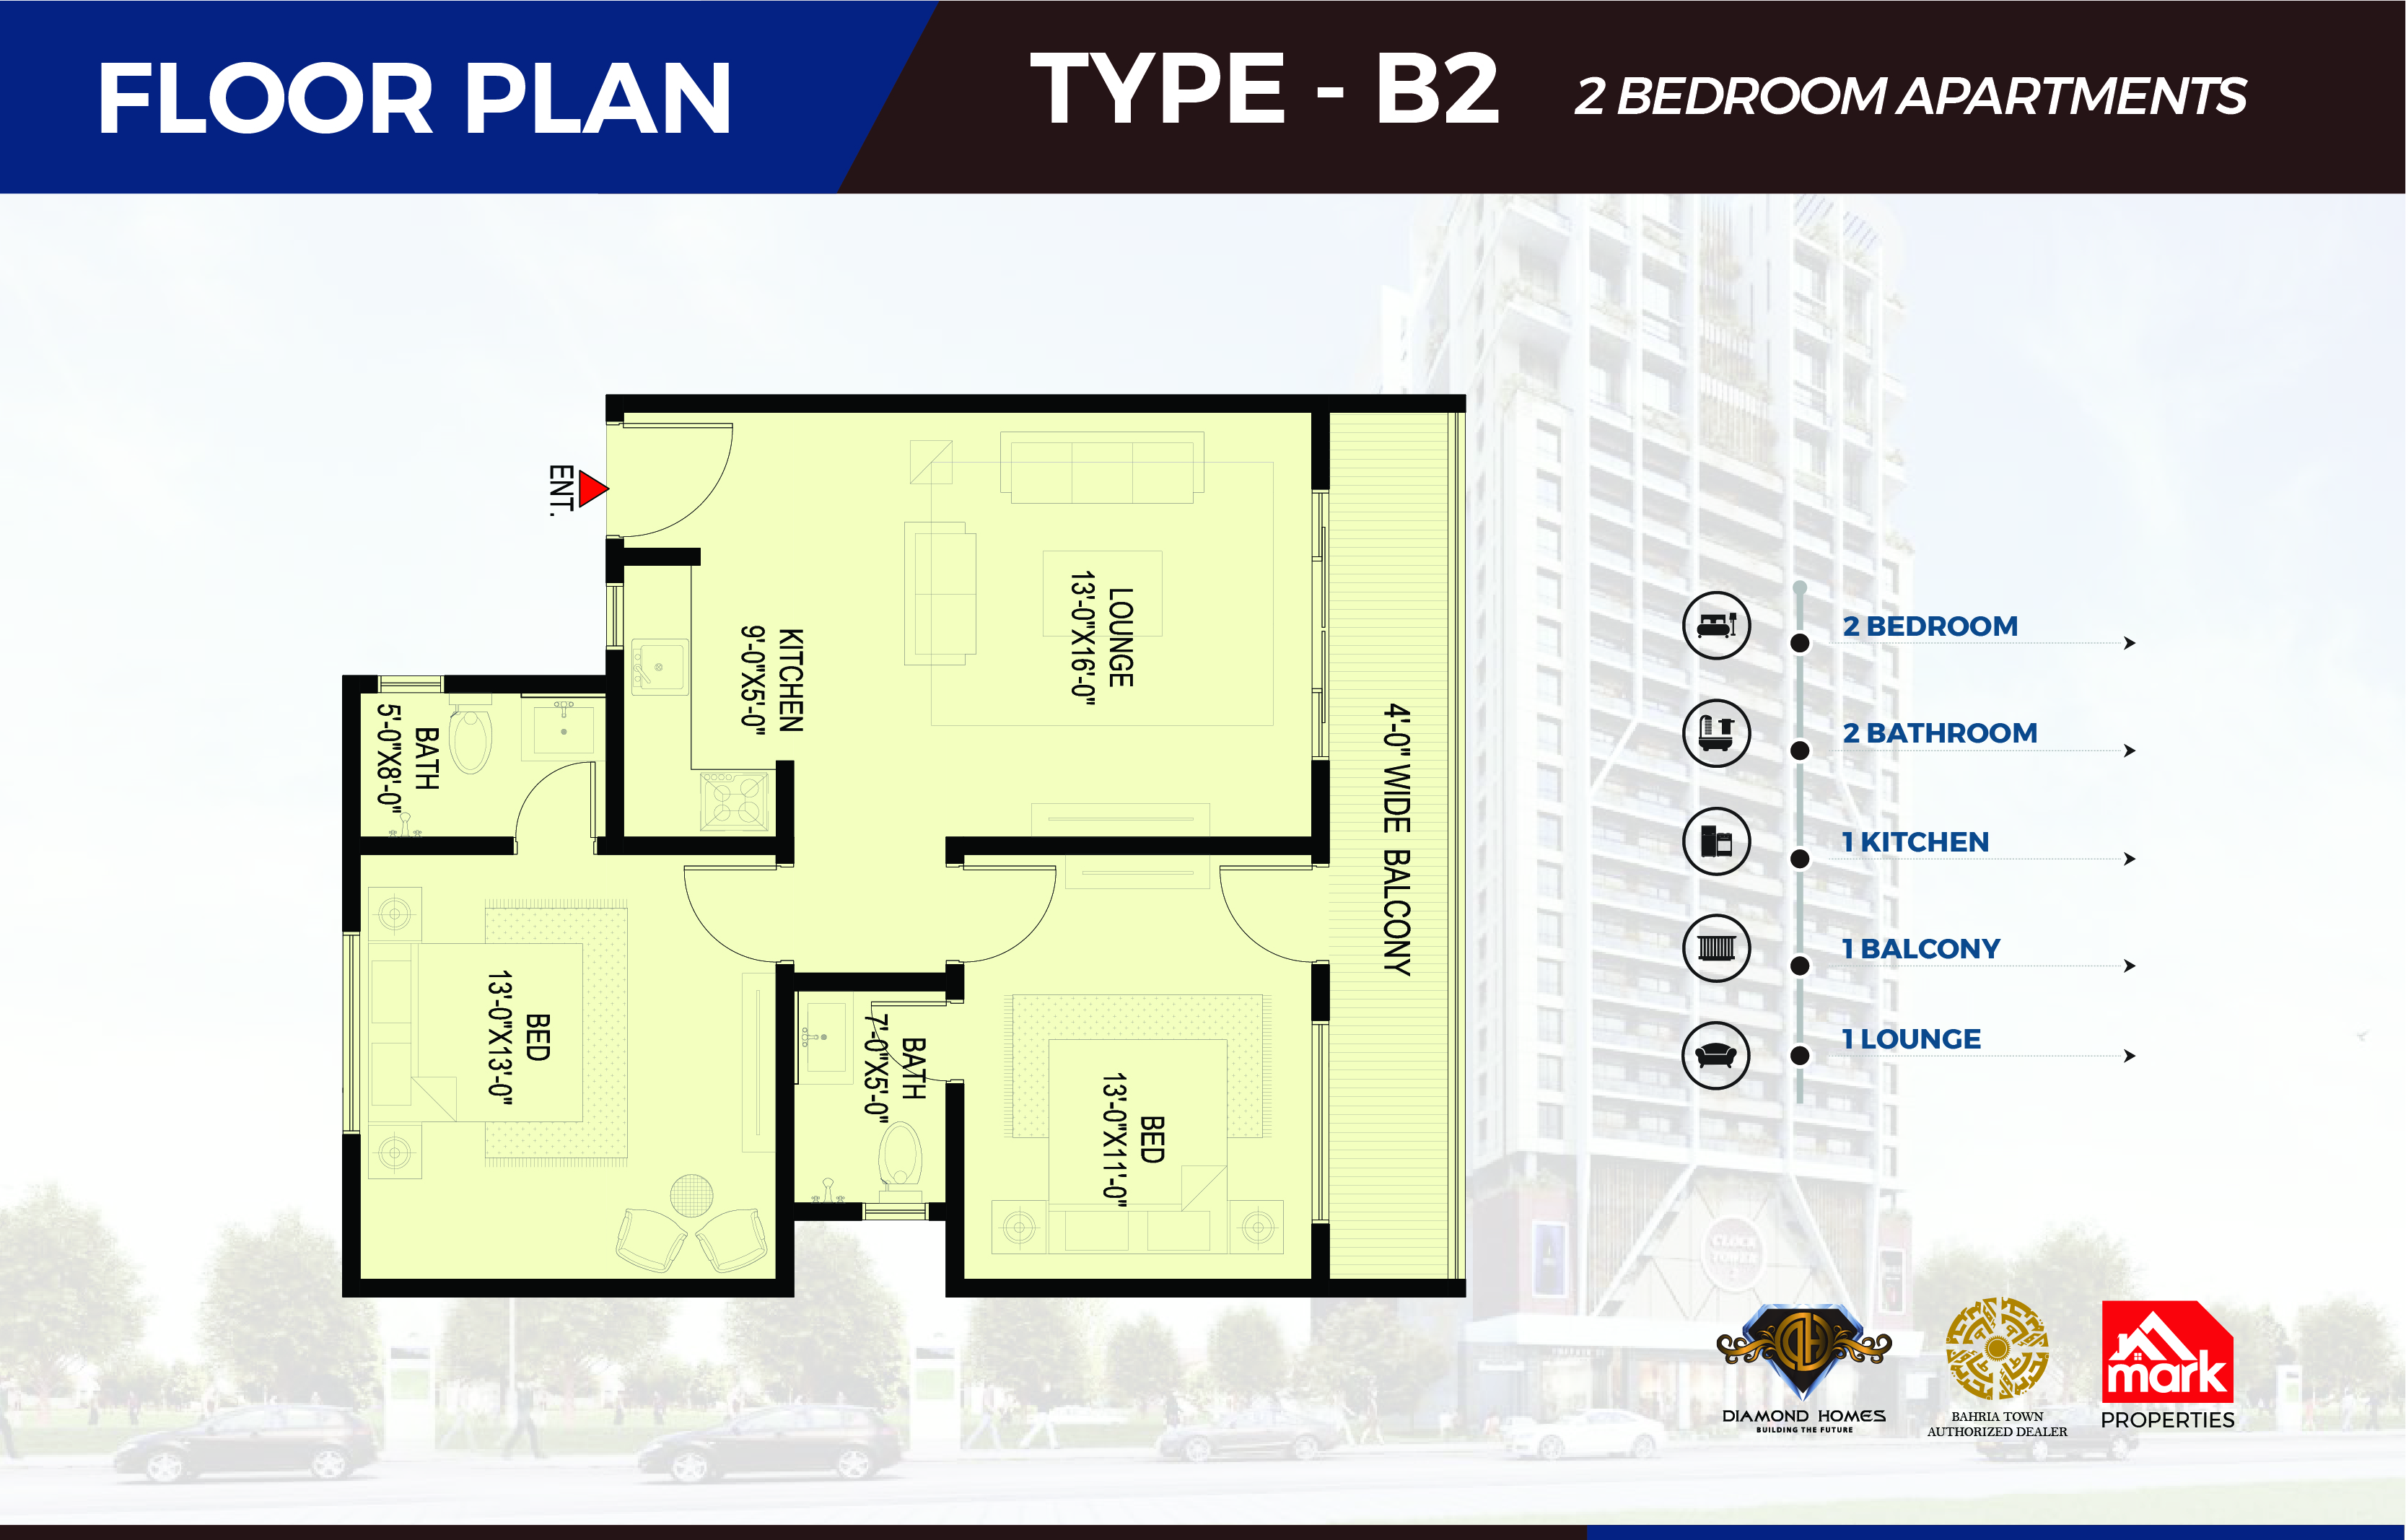 FLOOR PLAN
TYPE - B2
2 BEDROOM APARTMENTS
ENT.
KITCHEN
9'-0"X5'-0"
LOUNGE
13'-0"X16'-0"
4'-0" WIDE BALCONY
BATH
5'-0"X8'-0"
BED
13'-0"X13'-0"
BATH
7'-0"X5'-0"
BED
13'-0"X11'-0"
2 BEDROOM
2 BATHROOM
1 KITCHEN
1 BALCONY
1 LOUNGE
CLOCK
TOWER
DIAMOND HOMES
BUILDING THE FUTURE
BAHRIA TOWN
AUTHORIZED DEALER
mark
PROPERTIES